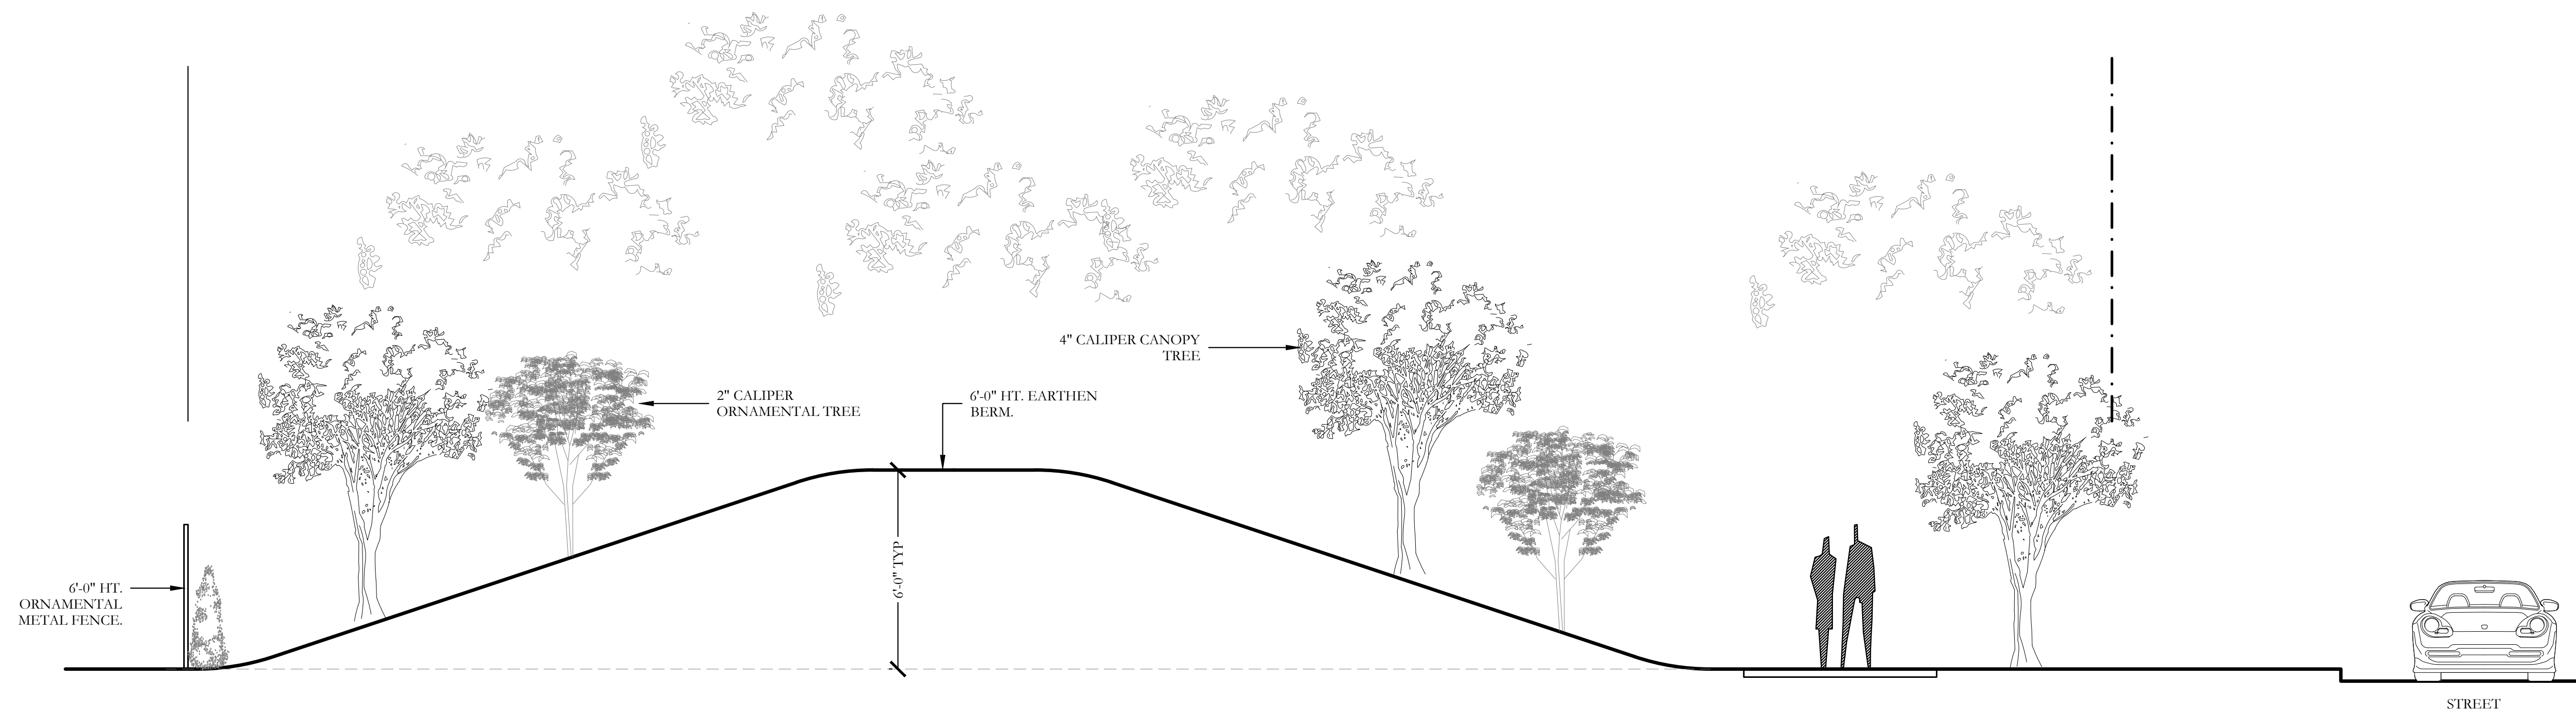 4" CALIPER CANOPY
TREE
2" CALIPER
ORNAMENTAL TREE
6'-0" HT. EARTHEN
BERM.
6'-0" TYP
6'-0" HT.
ORNAMENTAL
METAL FENCE.
STREET